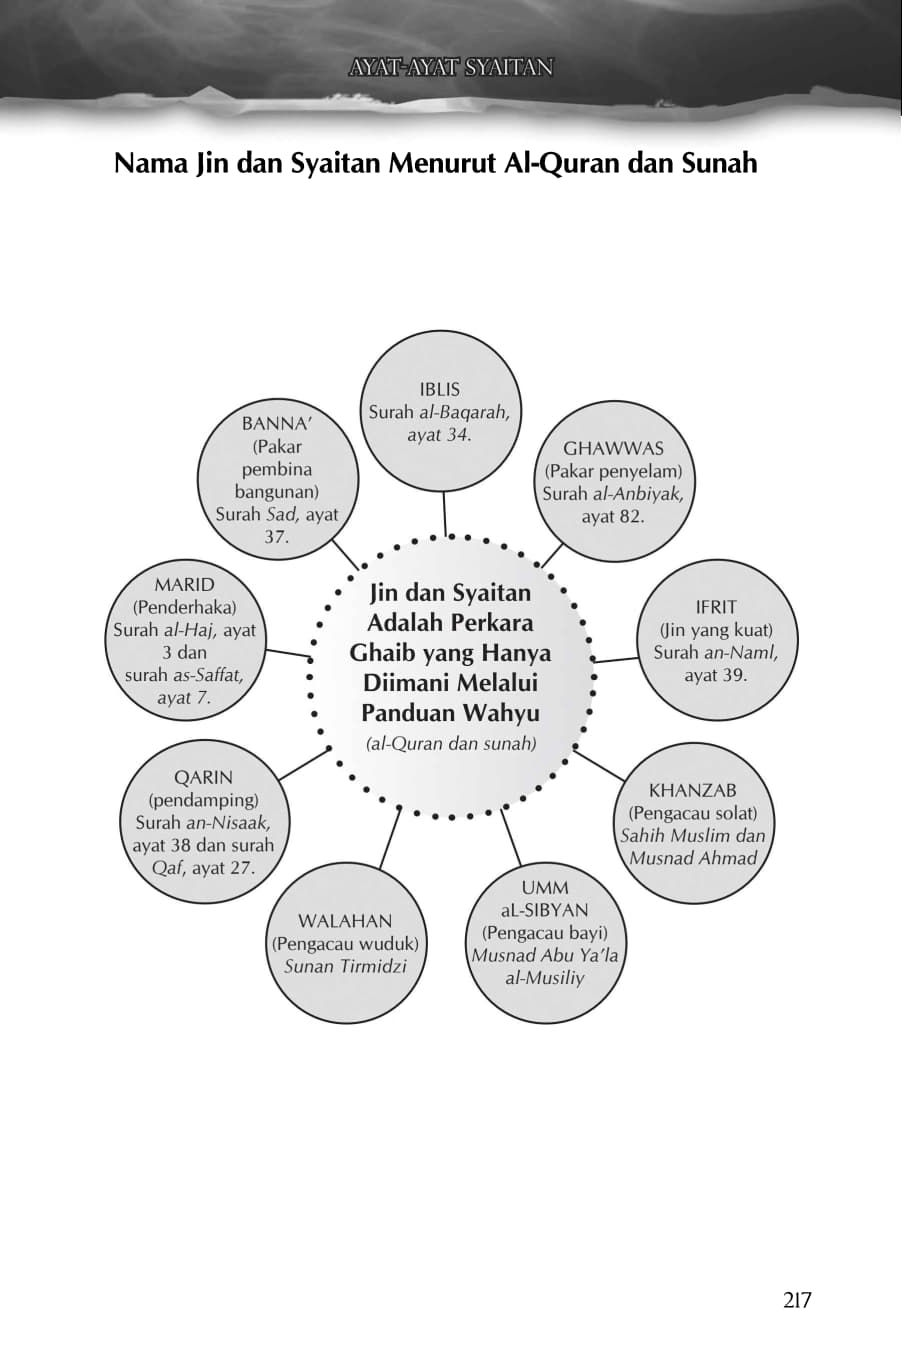 AYAT-AYAT SYAITAN
Nama Jin dan Syaitan Menurut Al-Quran dan Sunah
IBLIS
Surah al-Baqarah,
ayat 34.
GHAWWAS
(Pakar penyelam)
Surah al-Anbiyak,
ayat 82.
IFRIT
(Jin yang kuat)
Surah an-Naml,
ayat 39.
KHANZAB
(Pengacau solat)
Sahih Muslim dan
Musnad Ahmad
UMM
aL-SIBYAN
(Pengacau bayi)
Musnad Abu Ya’la
al-Musiliy
WALAHAN
(Pengacau wuduk)
Sunan Tirmidzi
QARIN
(pendamping)
Surah an-Nisaak,
ayat 38 dan surah
Qaf, ayat 27.
MARID
(Penderhaka)
Surah al-Haj, ayat
3 dan
surah as-Saffat,
ayat 7.
BANNA’
(Pakar
pembina
bangunan)
Surah Sad, ayat
37.
Jin dan Syaitan
Adalah Perkara
Ghaib yang Hanya
Diimani Melalui
Panduan Wahyu
(al-Quran dan sunah)
217